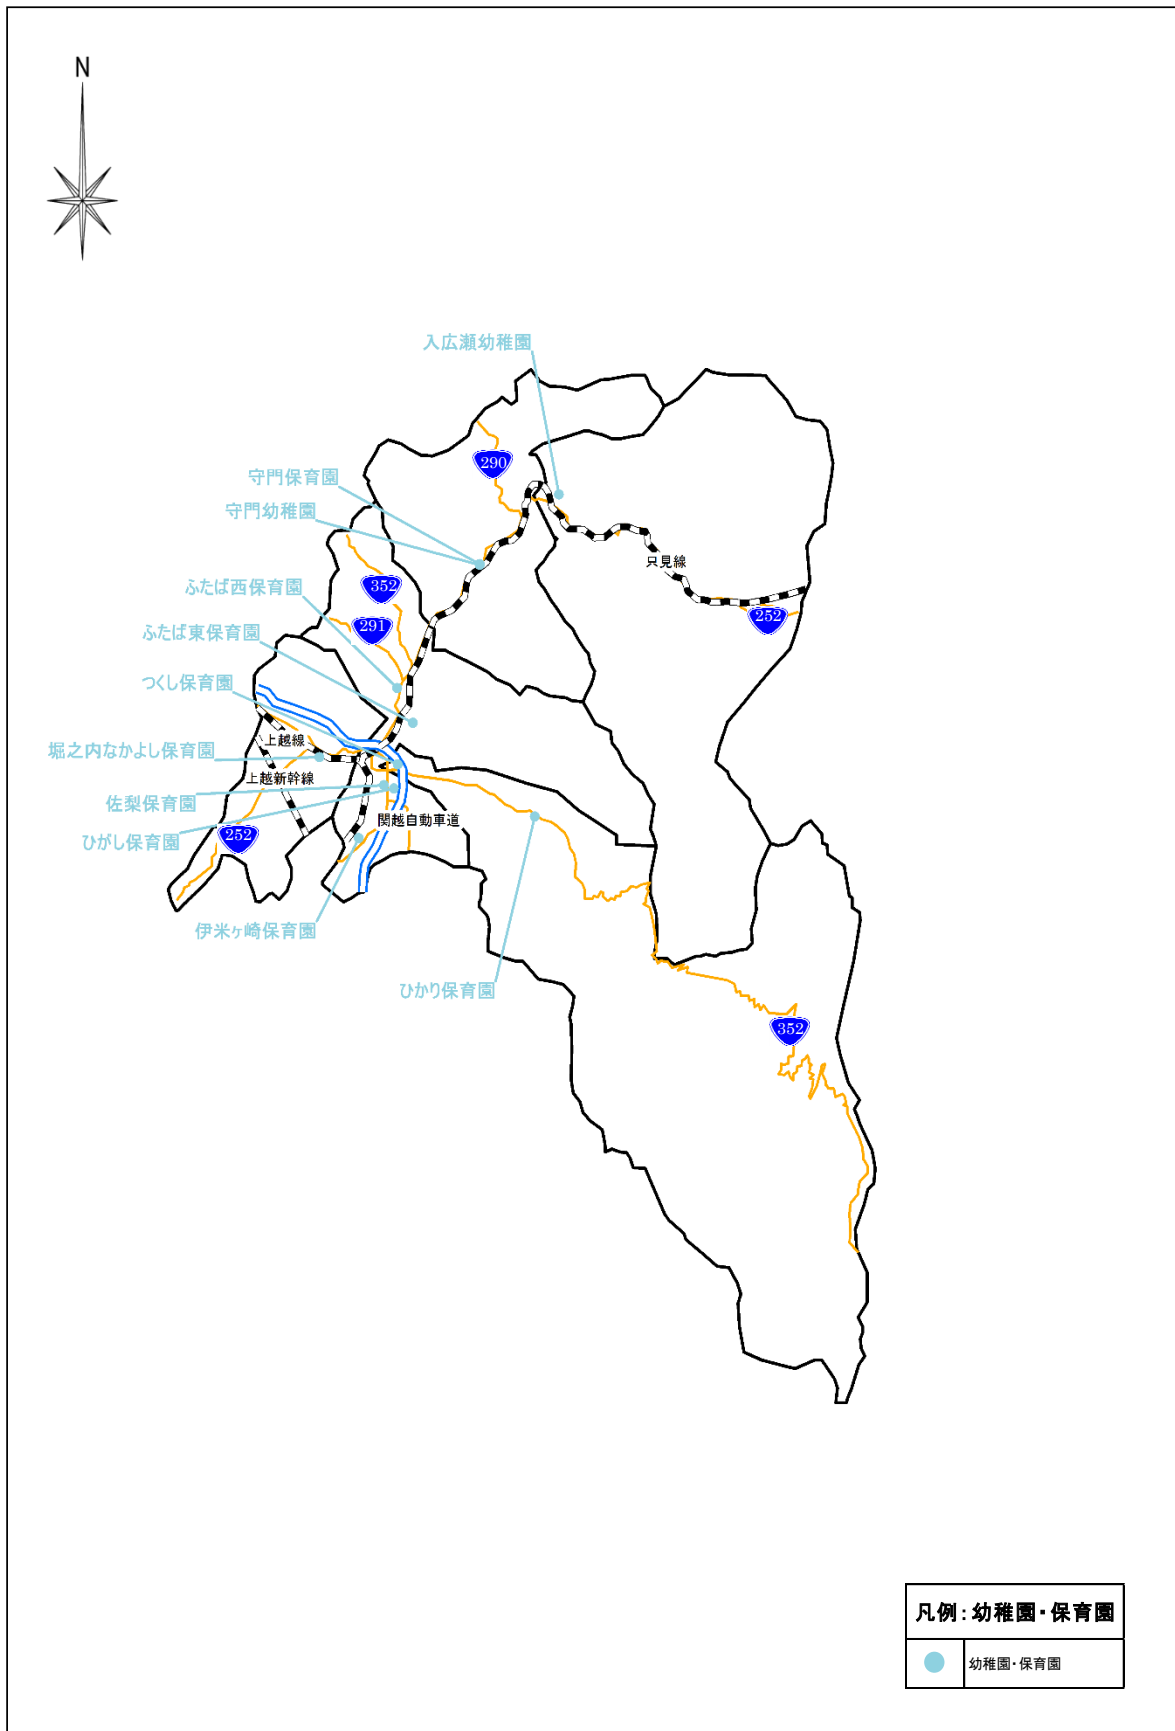 N
入広瀬幼稚園
290
守門保育園
守門幼稚園
只見線
352
ふたば西保育園
252
291
ふたば東保育園
つくし保育園
上越線
堀之内なかよし保育園
上越新幹線
佐梨保育園
関越自動車道
252
ひがし保育園
伊米ヶ崎保育園
ひかり保育園
352
凡例:幼稚園・保育園
幼稚園・保育園